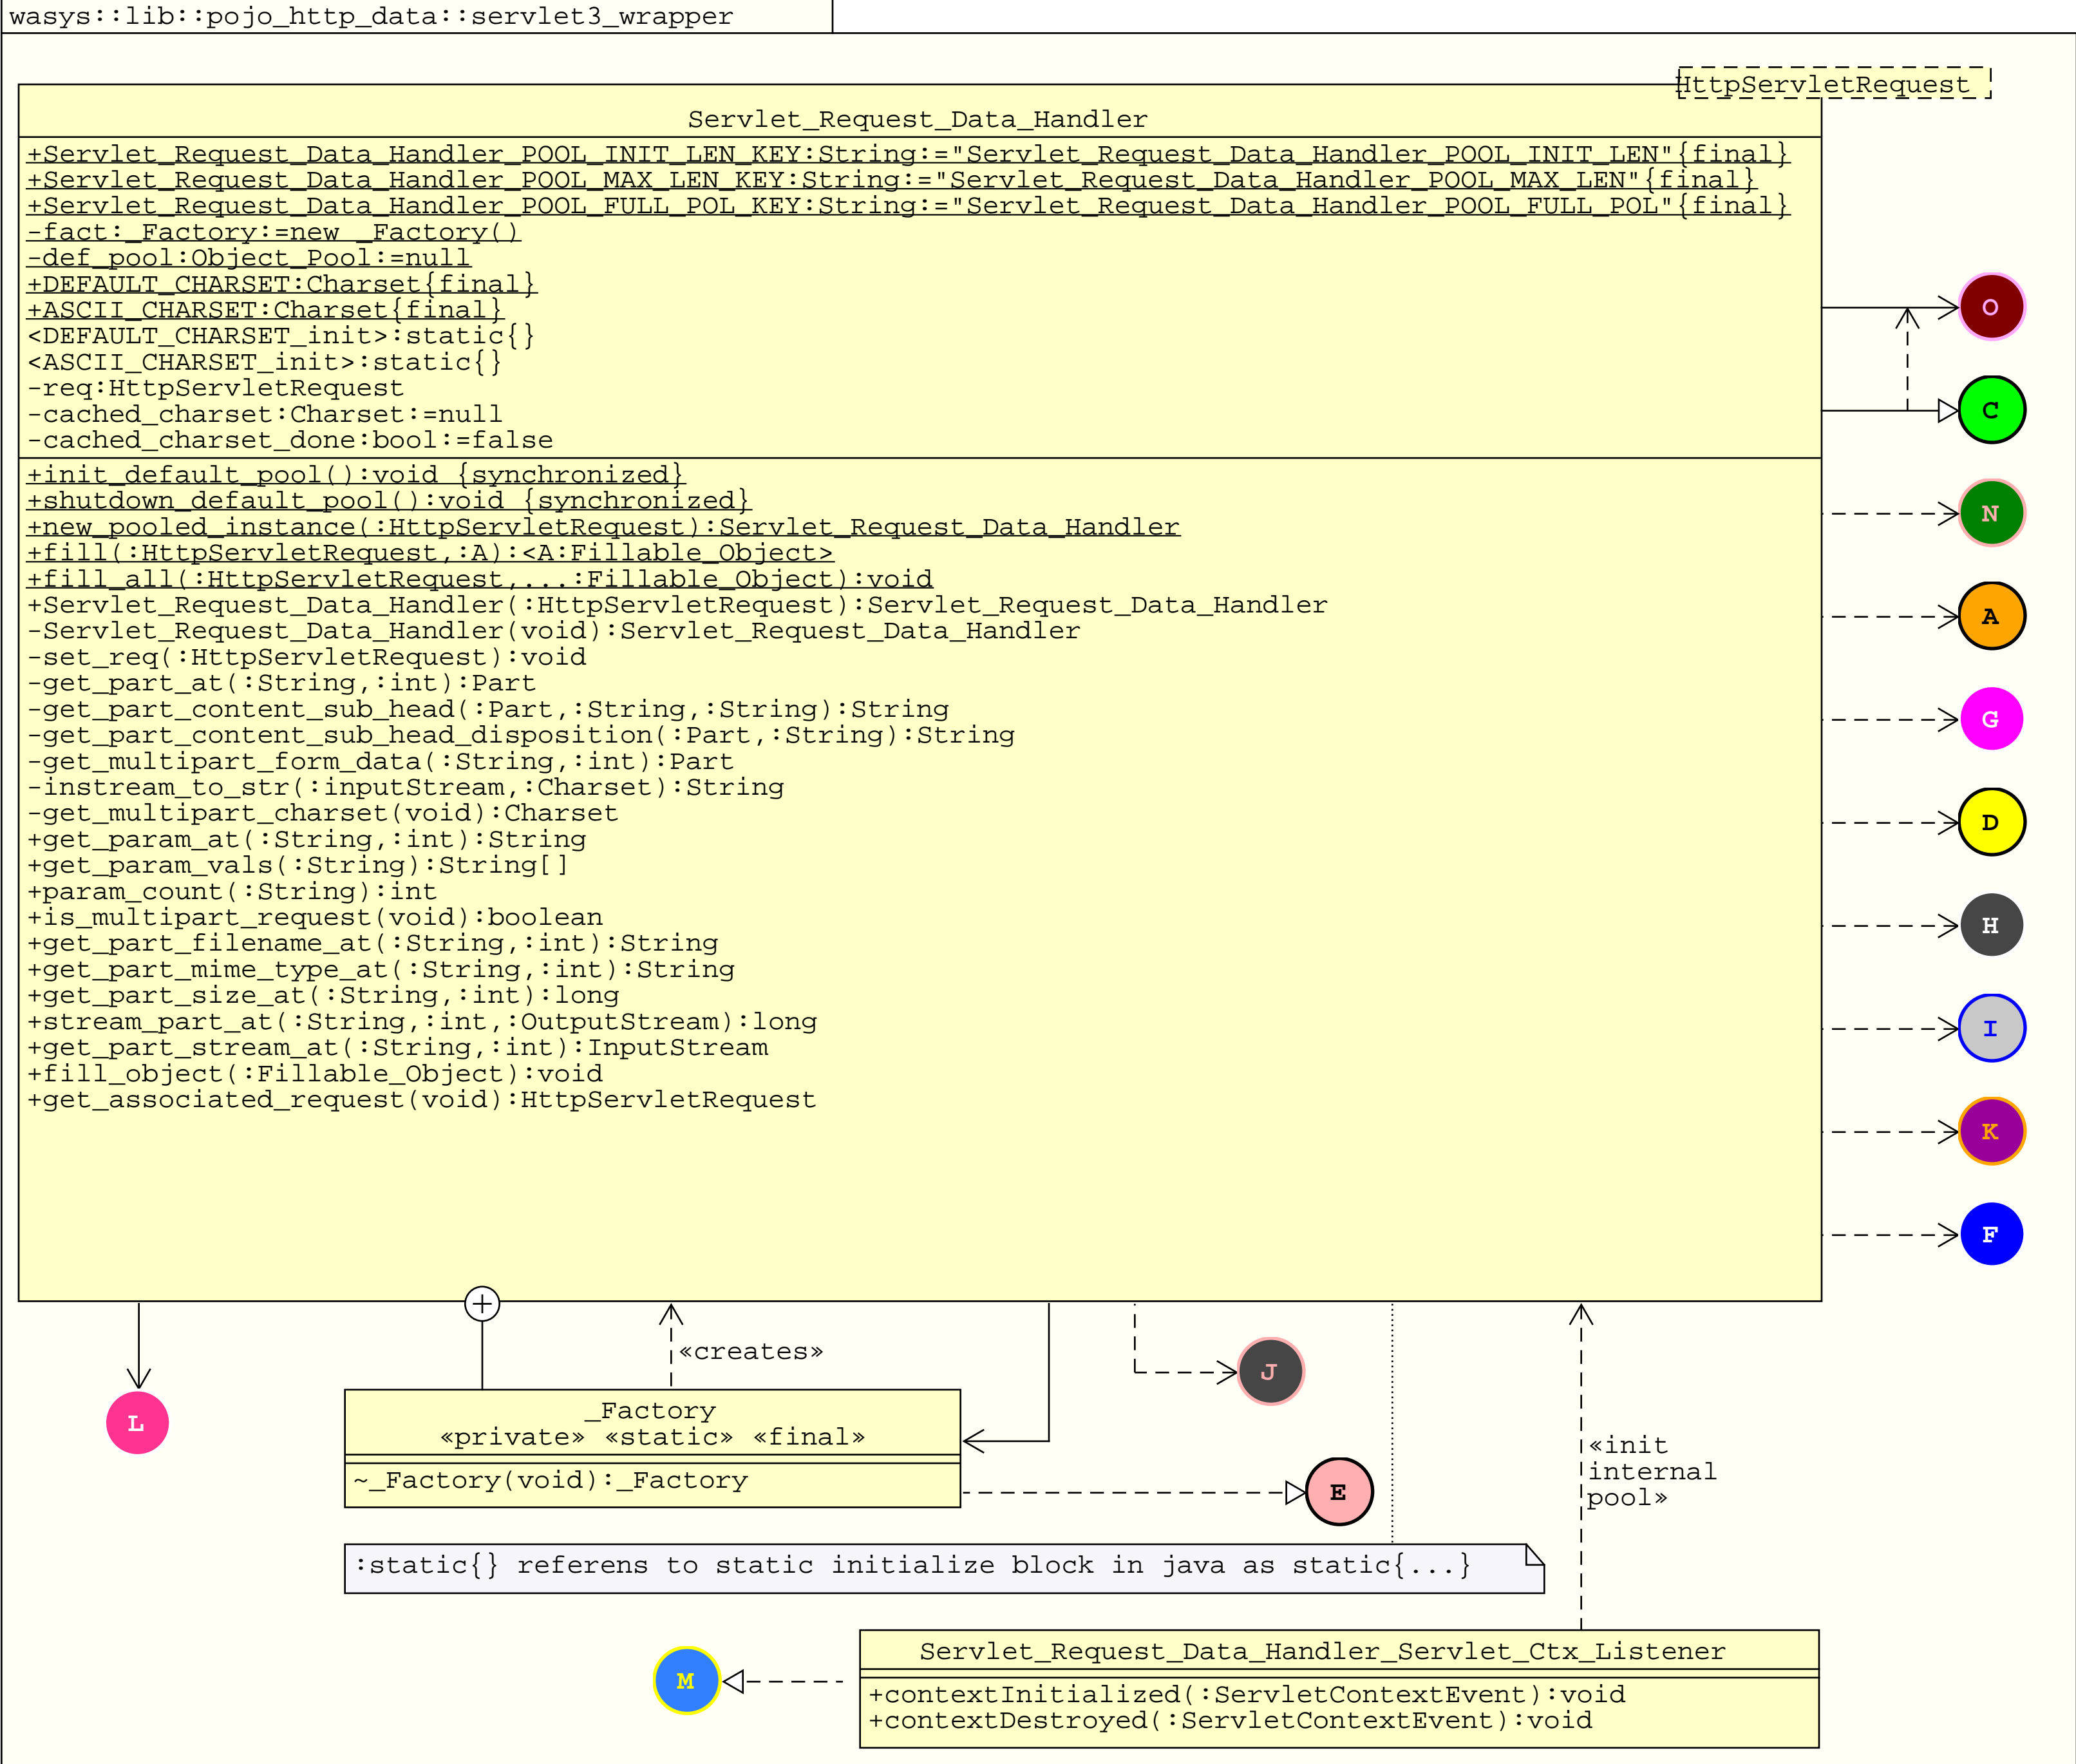 wasys::lib::pojo_http_data::servlet3_wrapper
HttpServletRequest
Servlet_Request_Data_Handler
+Servlet_Request_Data_Handler_POOL_INIT_LEN_KEY:String:="Servlet_Request_Data_Handler_POOL_INIT_LEN"{final}
+Servlet_Request_Data_Handler_POOL_MAX_LEN_KEY:String:="Servlet_Request_Data_Handler_POOL_MAX_LEN"{final}
+Servlet_Request_Data_Handler_POOL_FULL_POL_KEY:String:="Servlet_Request_Data_Handler_POOL_FULL_POL"{final}
-fact:_Factory:=new _Factory()
-def_pool:Object_Pool:=null
+DEFAULT_CHARSET:Charset{final}
+ASCII_CHARSET:Charset{final}
<DEFAULT_CHARSET_init>:static{}
<ASCII_CHARSET_init>:static{}
-req:HttpServletRequest
-cached_charset:Charset:=null
-cached_charset_done:bool:=false
+init_default_pool():void {synchronized}
+shutdown_default_pool():void {synchronized}
+new_pooled_instance(:HttpServletRequest):Servlet_Request_Data_Handler
+fill(:HttpServletRequest,:A):<A:Fillable_Object>
+fill_all(:HttpServletRequest,...:Fillable_Object):void
+Servlet_Request_Data_Handler(:HttpServletRequest):Servlet_Request_Data_Handler
-Servlet_Request_Data_Handler(void):Servlet_Request_Data_Handler
-set_req(:HttpServletRequest):void
-get_part_at(:String,:int):Part
-get_part_content_sub_head(:Part,:String,:String):String
-get_part_content_sub_head_disposition(:Part,:String):String
-get_multipart_form_data(:String,:int):Part
-instream_to_str(:inputStream,:Charset):String
-get_multipart_charset(void):Charset
+get_param_at(:String,:int):String
+get_param_vals(:String):String[]
+param_count(:String):int
+is_multipart_request(void):boolean
+get_part_filename_at(:String,:int):String
+get_part_mime_type_at(:String,:int):String
+get_part_size_at(:String,:int):long
+stream_part_at(:String,:int,:OutputStream):long
+get_part_stream_at(:String,:int):InputStream
+fill_object(:Fillable_Object):void
+get_associated_request(void):HttpServletRequest
O
C
N
A
G
D
H
I
K
F
«creates»
J
L
_Factory
«private» «static» «final»
~_Factory(void):_Factory
«init
internal
pool»
E
:static{} referens to static initialize block in java as static{...}
M
Servlet_Request_Data_Handler_Servlet_Ctx_Listener
+contextInitialized(:ServletContextEvent):void
+contextDestroyed(:ServletContextEvent):void